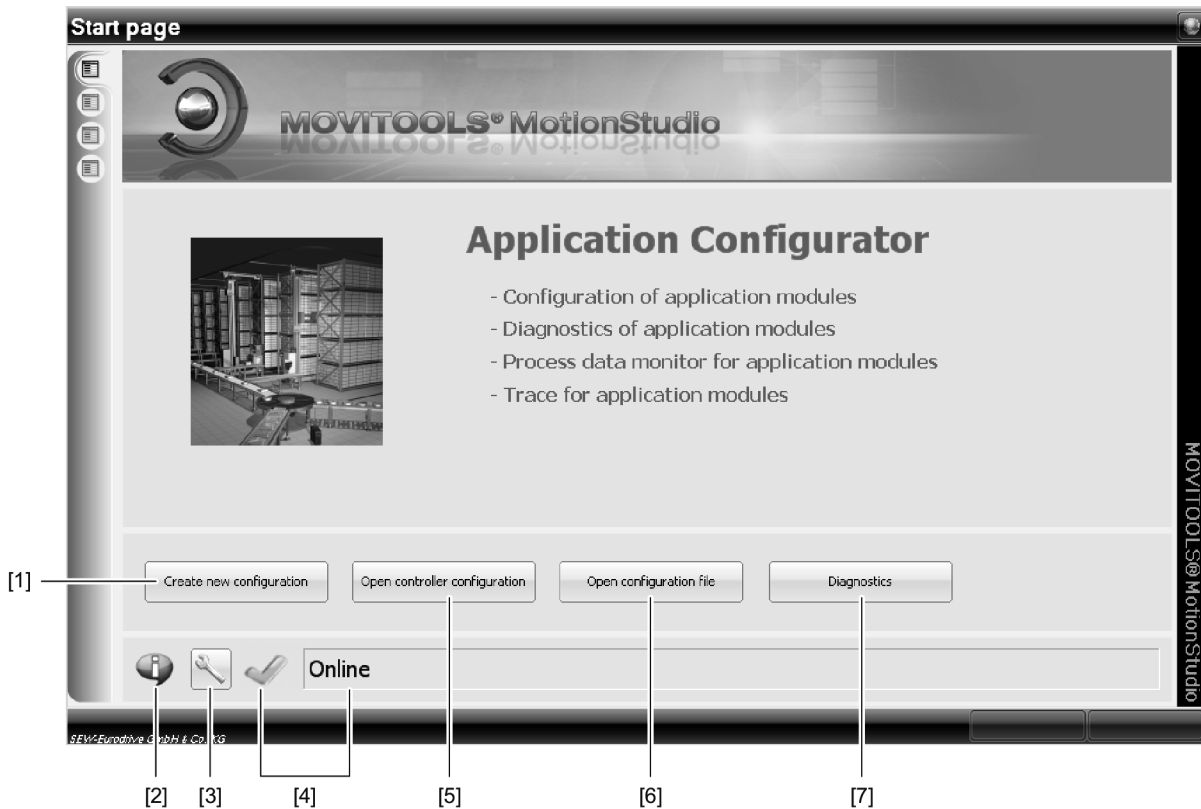 Start page
MOVITOOLS® MotionStudio
Application Configurator
- Configuration of application modules
- Diagnostics of application modules
- Process data monitor for application modules
- Trace for application modules
MOVITOOLS®MotionStudio
[1]
Create new configuration
Open controller configuration
Open configuration file
Diagnostics
Online
SEW-Eurodrive GmbH & Co. KG
[2]
[3]
[4]
[5]
[6]
[7]